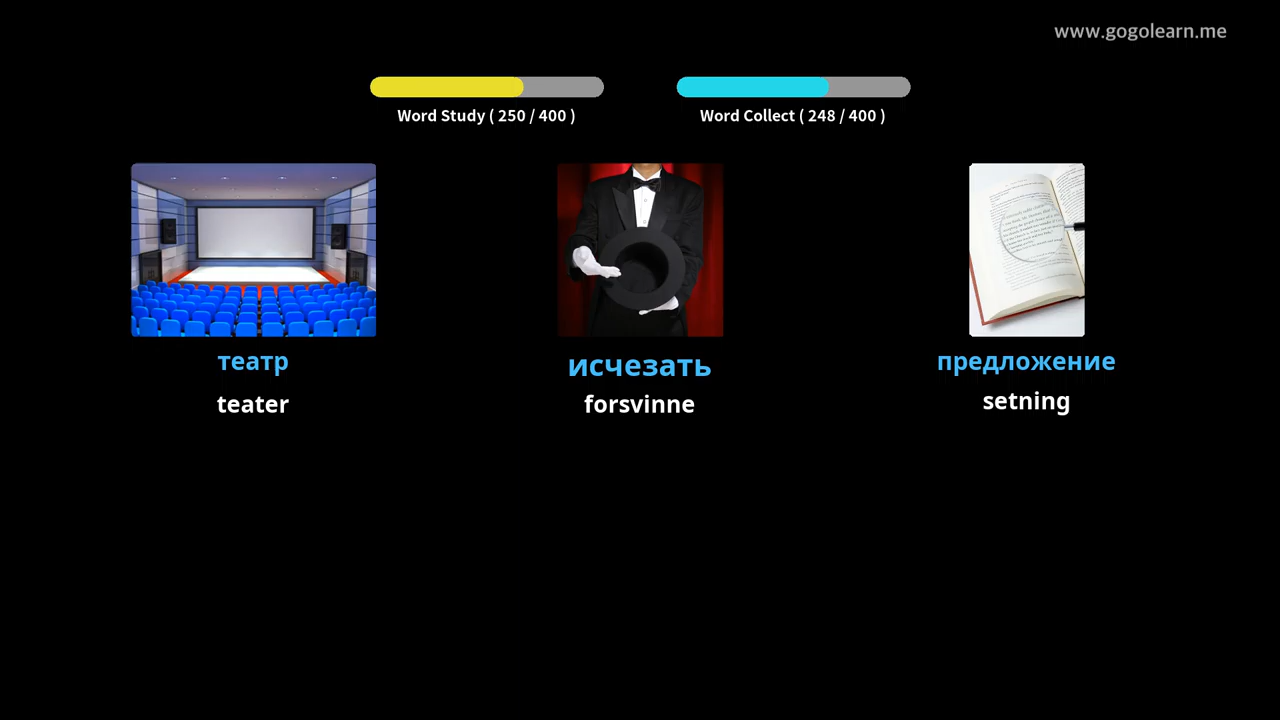 www.gogolearn.me
Word Study ( 250 / 400 )
Word Collect ( 248 / 400 )
театр
исчезать
предложение
teater
forsvinne
setning